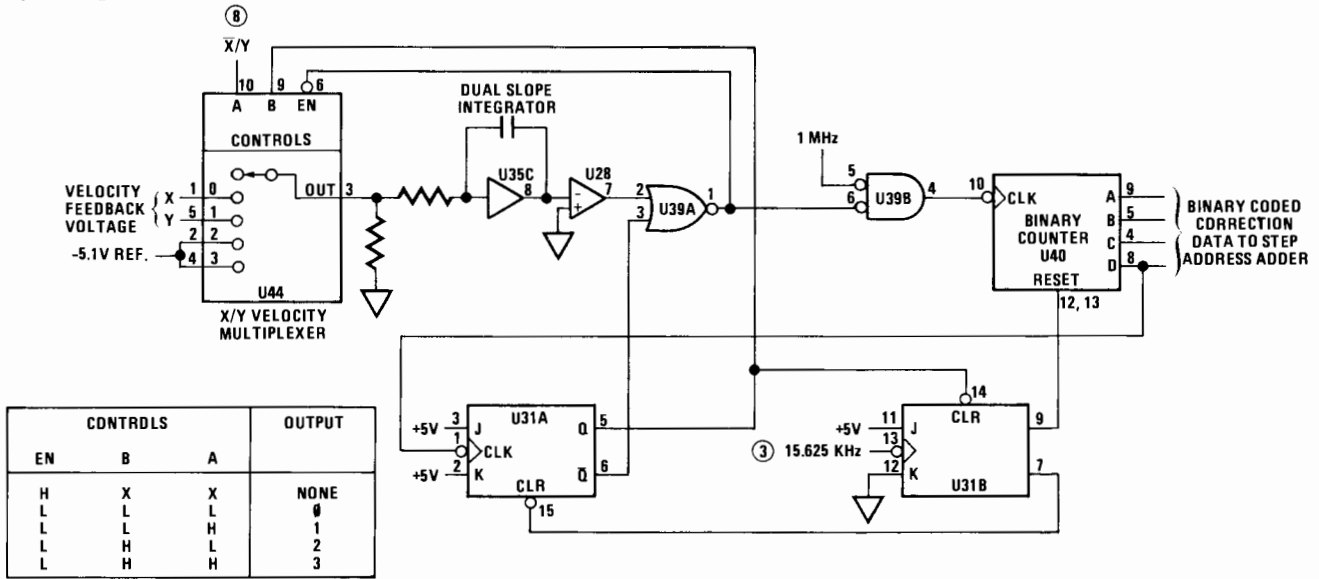 8
X̅/Y
10 9 6
A B EN
CONTROLS
VELOCITY
FEEDBACK
VOLTAGE
X
Y
-5.1V REF.
1 0
5 1
2 2
4 3
OUT
3
U44
X/Y VELOCITY
MULTIPLEXER
DUAL SLOPE
INTEGRATOR
U35C
8
U28
-
+
7
2
3
U39A
1
1 MHz
5
6
U39B
4
10
CLK
BINARY
COUNTER
U40
RESET
12, 13
A 9
B 5
C 4
D 8
BINARY CODED
CDRRECTION
DATA TO STEP
ADDRESS ADDER
U31A
+5V 3 J
1 CLK
+5V 2 K
Q 5
Q̅ 6
CLR
15
14
CLR
+5V 11 J
3 15.625 KHz 13
12 K
9
7
U31B
CDNTRDLS OUTPUT
EN B A
H X X NONE
L L L 0
L L H 1
L H L 2
L H H 3